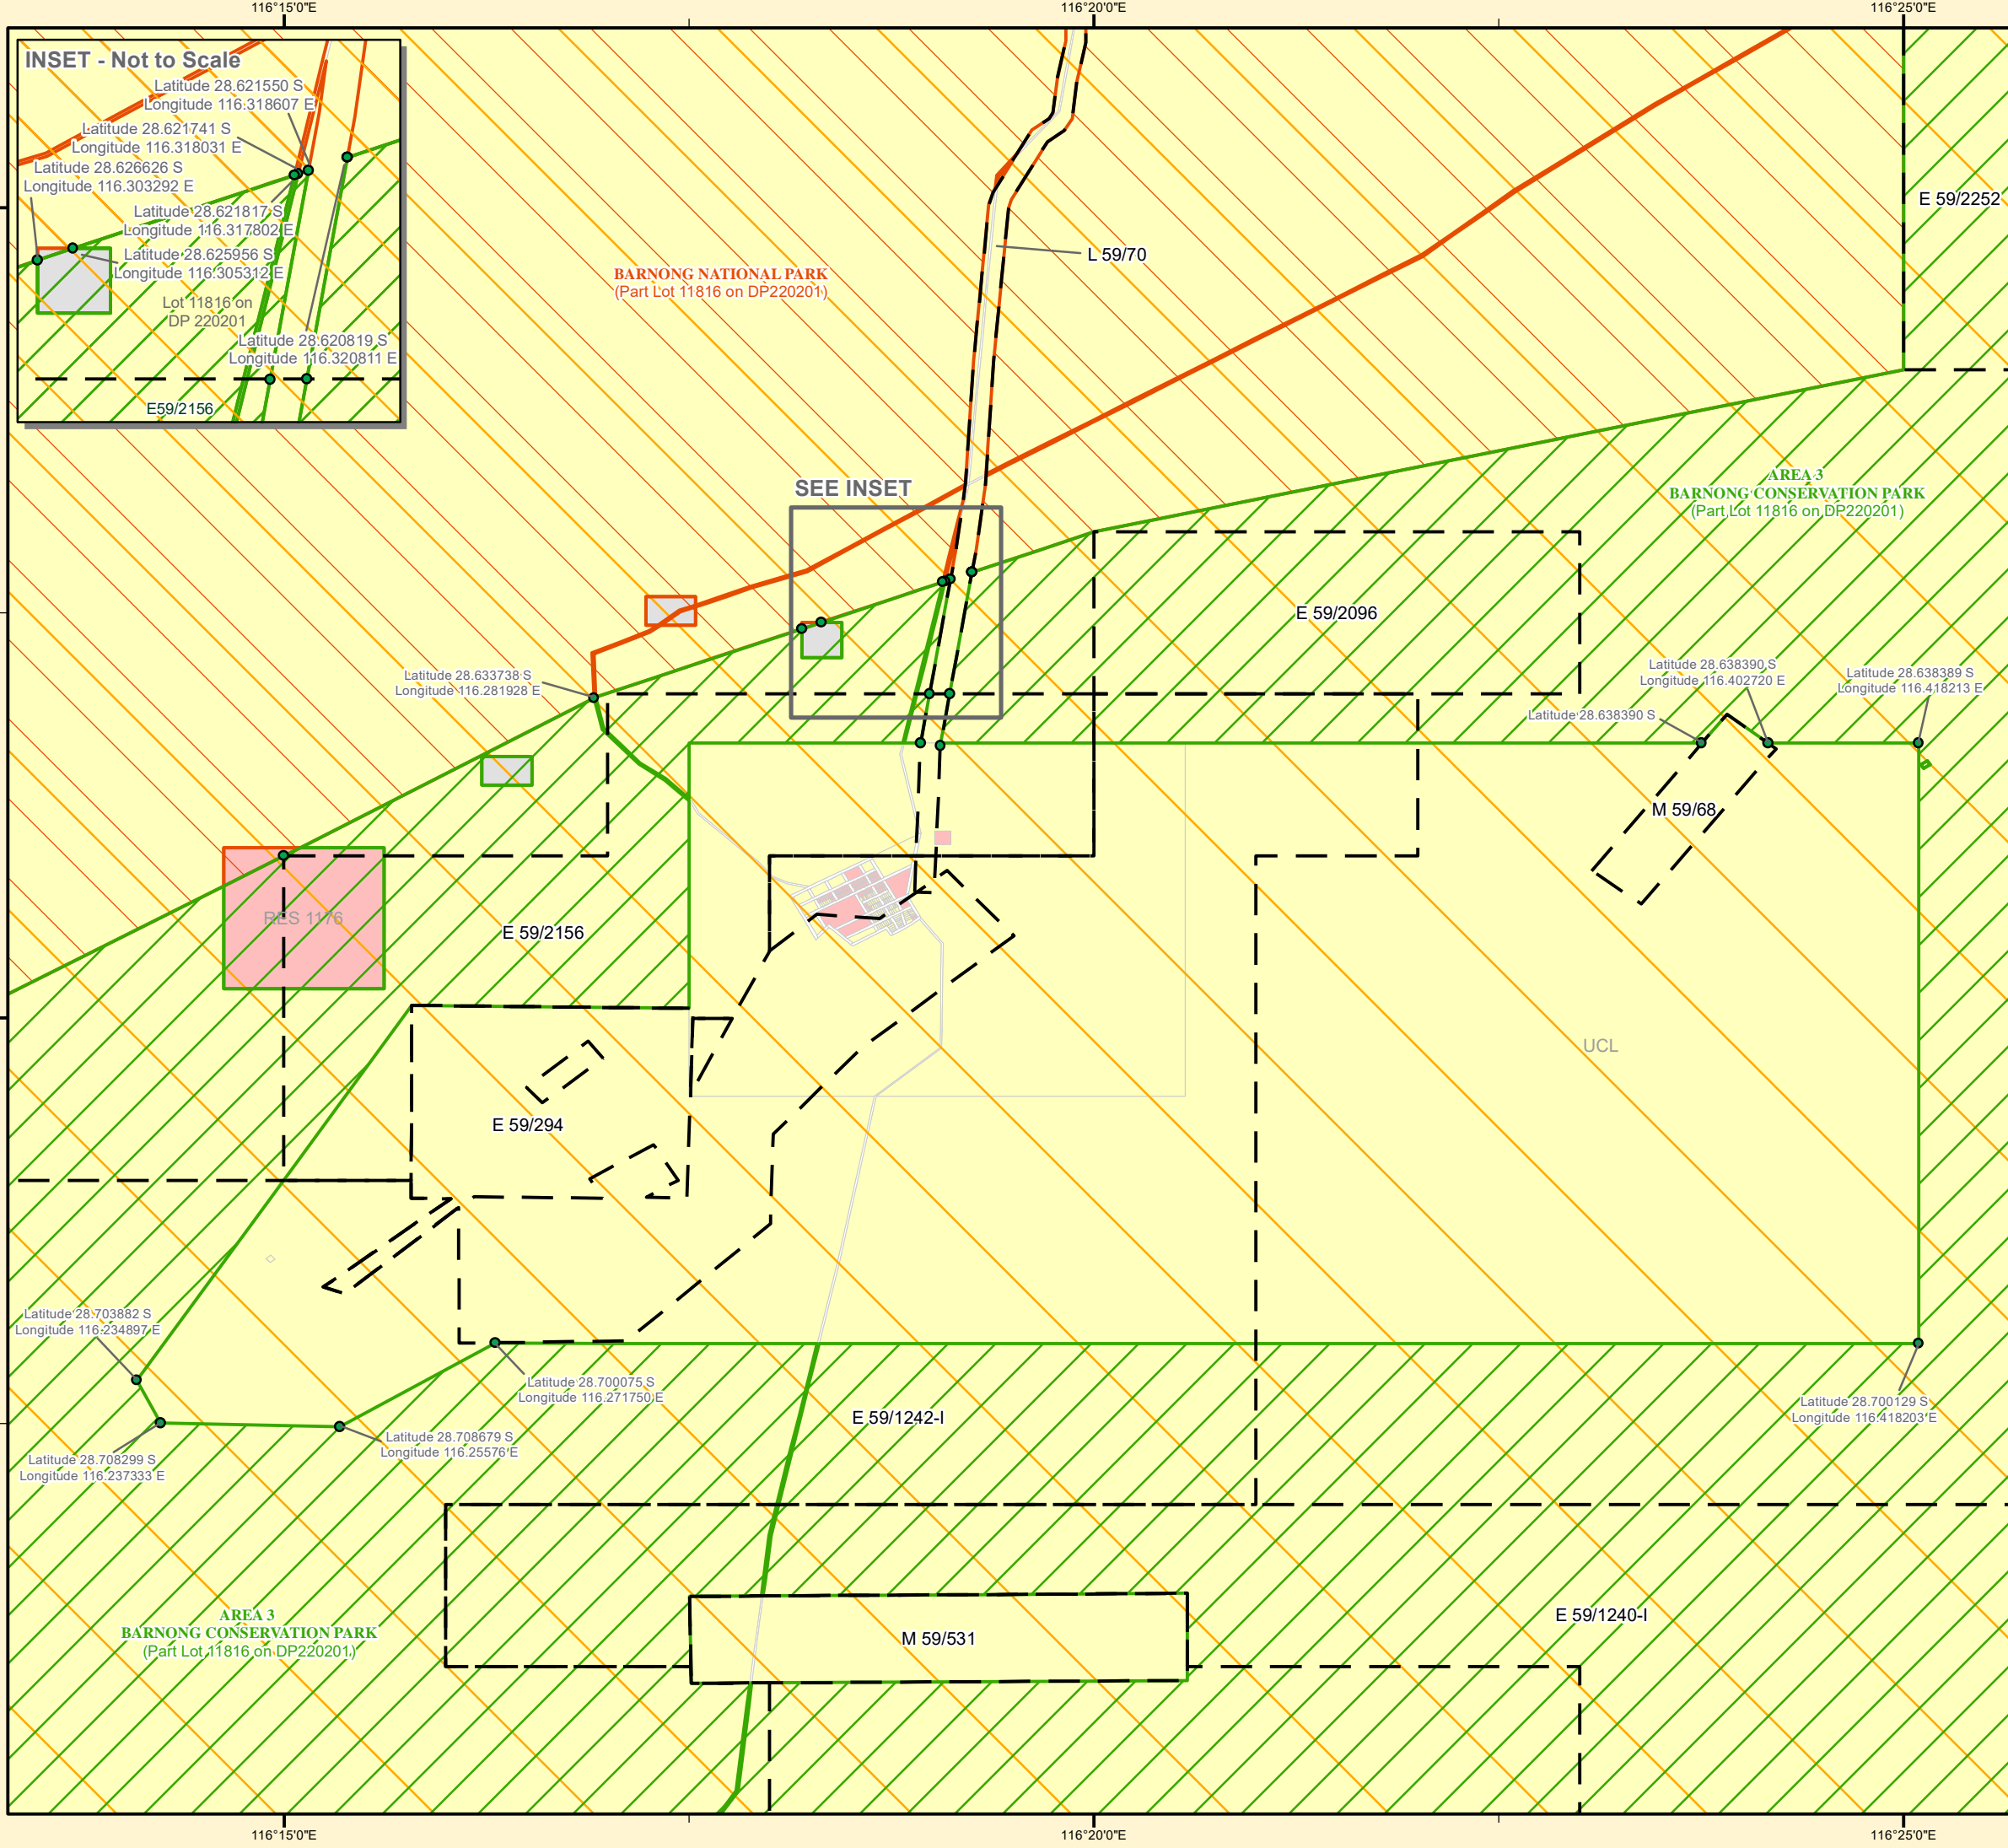 116°15'0"E
116°20'0"E
116°25'0"E
INSET - Not to Scale
Latitude 28.621550 S
Longitude 116.318607 E
Latitude 28.621741 S
Longitude 116.318031 E
Latitude 28.626626 S
Longitude 116.303292 E
Latitude 28.621817 S
Longitude 116.317802 E
Latitude 28.625956 S
Longitude 116.305312 E
Lot 11816 on
DP 220201
Latitude 28.620819 S
Longitude 116.320811 E
E59/2156
E 59/2252
L 59/70
BARNONG NATIONAL PARK
(Part Lot 11816 on DP220201)
SEE INSET
AREA 3
BARNONG CONSERVATION PARK
(Part Lot 11816 on DP220201)
E 59/2096
Latitude 28.633738 S
Longitude 116.281928 E
Latitude 28.638390 S
Longitude 116.402720 E
Latitude 28.638389 S
Longitude 116.418213 E
Latitude 28.638390 S
M 59/68
RES 1176
E 59/2156
UCL
E 59/294
Latitude 28.703882 S
Longitude 116.234897 E
Latitude 28.700075 S
Longitude 116.271750 E
Latitude 28.700129 S
Longitude 116.418203 E
E 59/1242-I
Latitude 28.708679 S
Longitude 116.25576 E
Latitude 28.708299 S
Longitude 116.237333 E
AREA 3
BARNONG CONSERVATION PARK
(Part Lot 11816 on DP220201)
M 59/531
E 59/1240-I
116°15'0"E
116°20'0"E
116°25'0"E